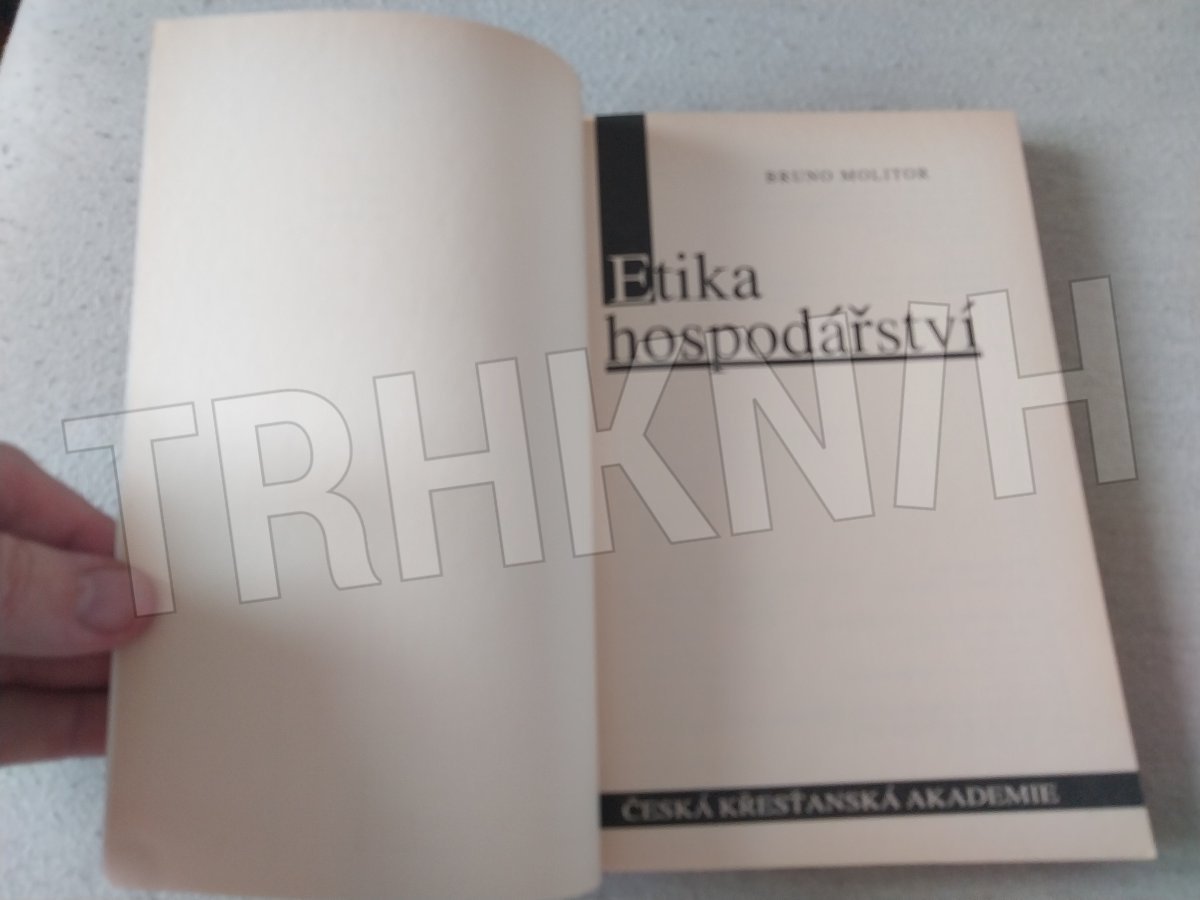 BRUNO MOLITOR
Etika
hospodářství
TRHKNIH
ČESKÁ KŘESŤANSKÁ AKADEMIE